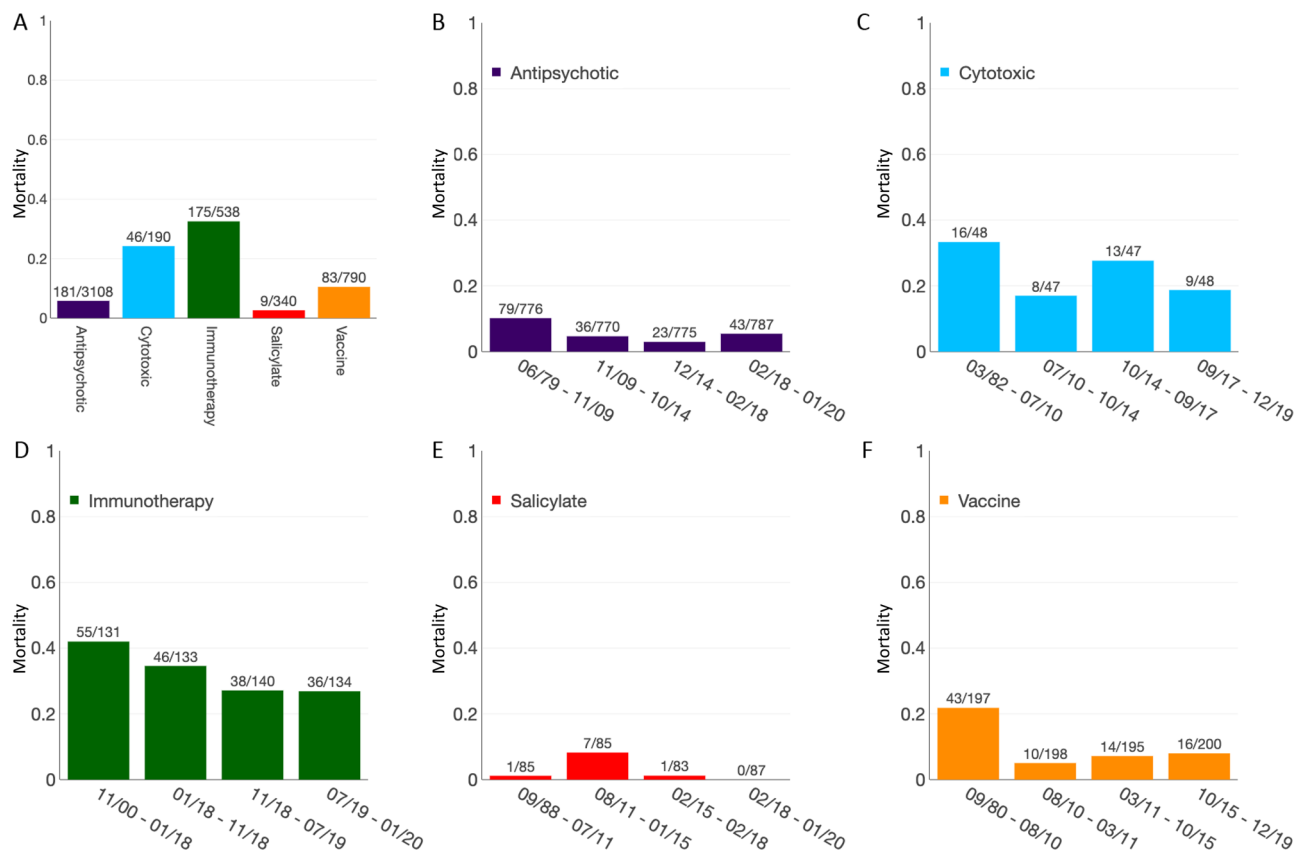 A
1
0.8
0.6
0.4
0.2
0
Mortality
181/3108
46/190
175/538
9/340
83/790
Antipsychotic
Cytotoxic
Immunotherapy
Salicylate
Vaccine
B
1
0.8
0.6
0.4
0.2
0
Mortality
Antipsychotic
79/776
36/770
23/775
43/787
06/79 - 11/09
11/09 - 10/14
12/14 - 02/18
02/18 - 01/20
C
1
0.8
0.6
0.4
0.2
0
Mortality
Cytotoxic
16/48
8/47
13/47
9/48
03/82 - 07/10
07/10 - 10/14
10/14 - 09/17
09/17 - 12/19
D
1
0.8
0.6
0.4
0.2
0
Mortality
Immunotherapy
55/131
46/133
38/140
36/134
11/00 - 01/18
01/18 - 11/18
11/18 - 07/19
07/19 - 01/20
E
1
0.8
0.6
0.4
0.2
0
Mortality
Salicylate
1/85
7/85
1/83
0/87
09/88 - 07/11
08/11 - 01/15
02/15 - 02/18
02/18 - 01/20
F
1
0.8
0.6
0.4
0.2
0
Mortality
Vaccine
43/197
10/198
14/195
16/200
09/80 - 08/10
08/10 - 03/11
03/11 - 10/15
10/15 - 12/19